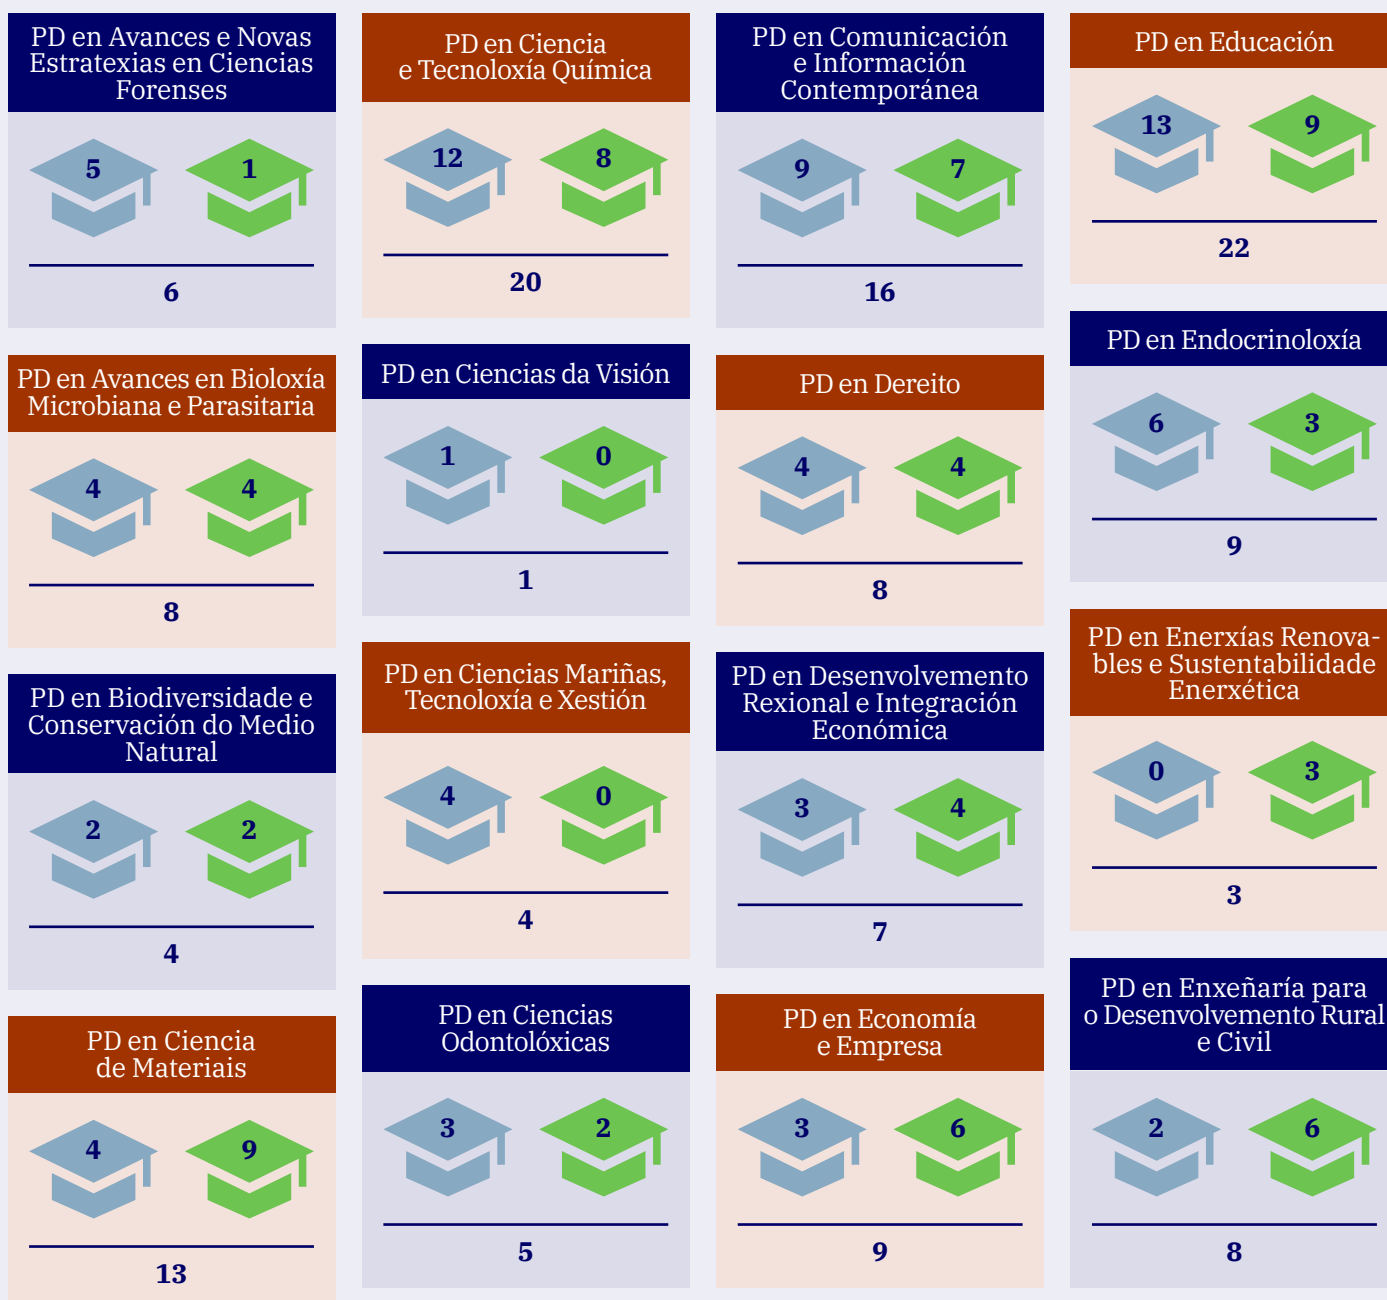 PD en Avances e Novas
Estratexias en Ciencias
Forenses
5 1
6
PD en Avances en Bioloxía
Microbiana e Parasitaria
4 4
8
PD en Biodiversidade e
Conservación do Medio
Natural
2 2
4
PD en Ciencia
de Materiais
4 9
13
PD en Ciencia
e Tecnoloxía Química
12 8
20
PD en Ciencias da Visión
1 0
1
PD en Ciencias Mariñas,
Tecnoloxía e Xestión
4 0
4
PD en Ciencias
Odontolóxicas
3 2
5
PD en Comunicación
e Información
Contemporánea
9 7
16
PD en Dereito
4 4
8
PD en Desenvolvemento
Rexional e Integración
Económica
3 4
7
PD en Economía
e Empresa
3 6
9
PD en Educación
13 9
22
PD en Endocrinoloxía
6 3
9
PD en Enerxías Renova-
bles e Sustentabilidade
Enerxética
0 3
3
PD en Enxeñaría para
o Desenvolvemento Rural
e Civil
2 6
8